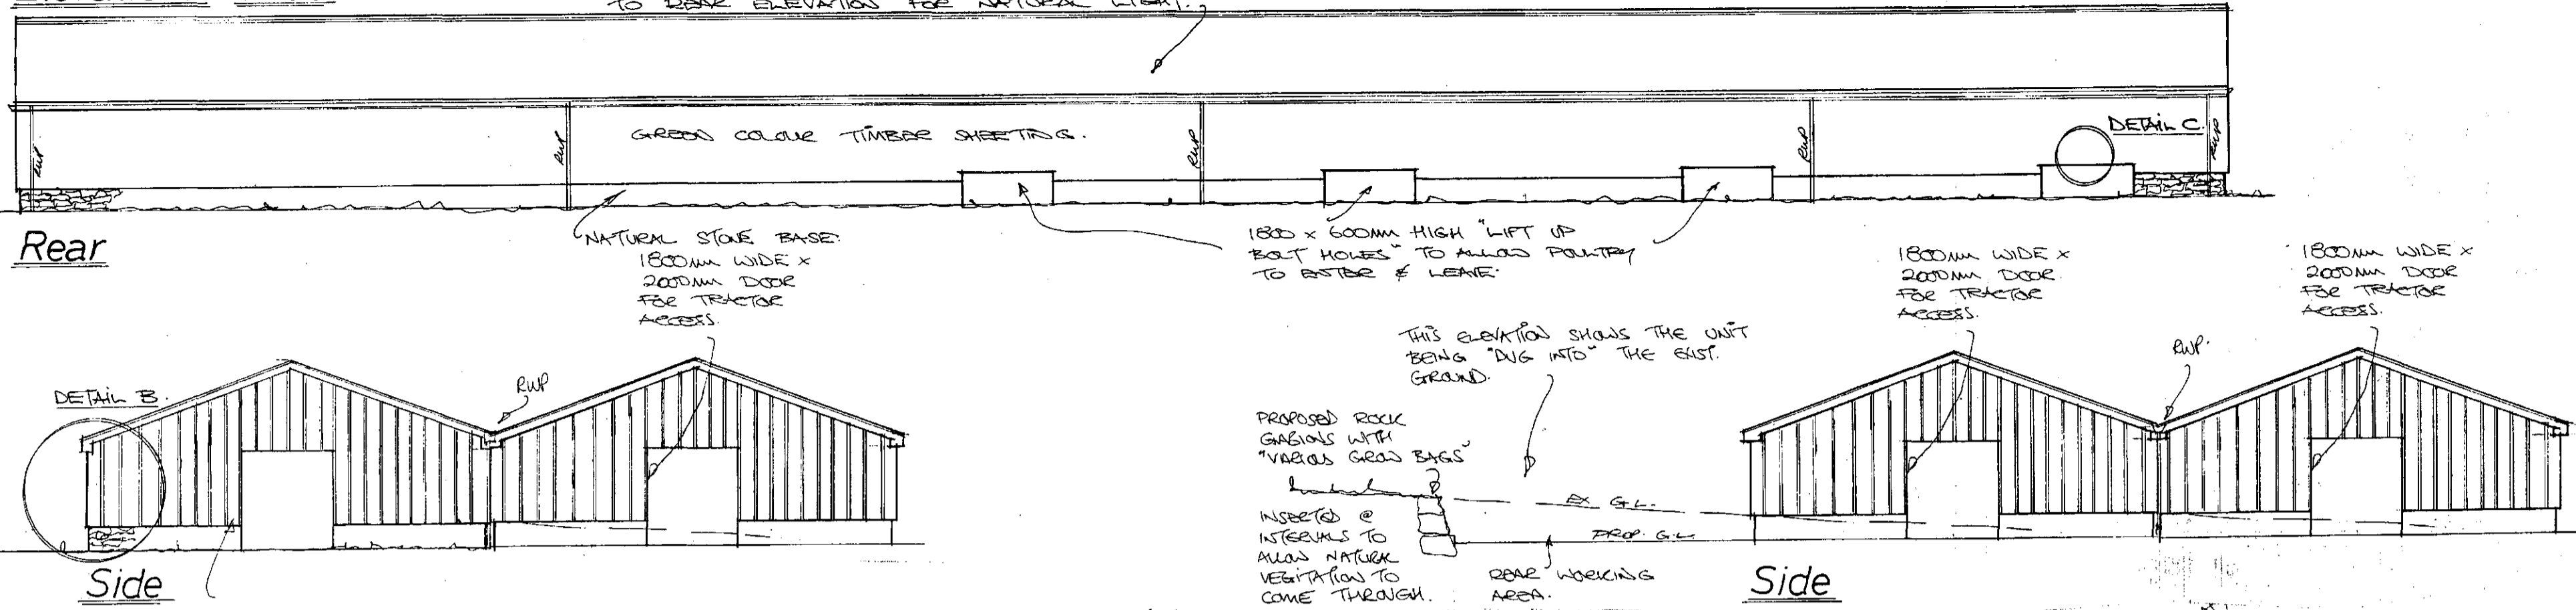 TO REAR ELEVATION FOR NATURAL LIGHT.
GREEN COLOUR TIMBER SHEETING.
RWP
RWP
RWP
RWP
RWP
DETAIL C.
Rear
NATURAL STONE BASE.
1800mm WIDE x
2000mm DOOR
FOR TRACTOR
ACCESS.
1800 x 600mm HIGH "LIFT UP
BOLT HOLES" TO ALLOW POULTRY
TO ENTER & LEAVE.
1800mm WIDE x
2000mm DOOR
FOR TRACTOR
ACCESS.
1800mm WIDE x
2000mm DOOR
FOR TRACTOR
ACCESS.
THIS ELEVATION SHOWS THE UNIT
BEING "DUG INTO" THE EXIST.
GROUND.
DETAIL B.
RWP
RWP.
PROPOSED ROCK
GABIONS WITH
"VARIOUS GROW BAGS"
INSERTED @
INTERVALS TO
ALLOW NATURAL
VEGITATION TO
COME THROUGH.
EX. G.L.
PROP. G.L.
REAR WORKING
AREA.
Side
Side